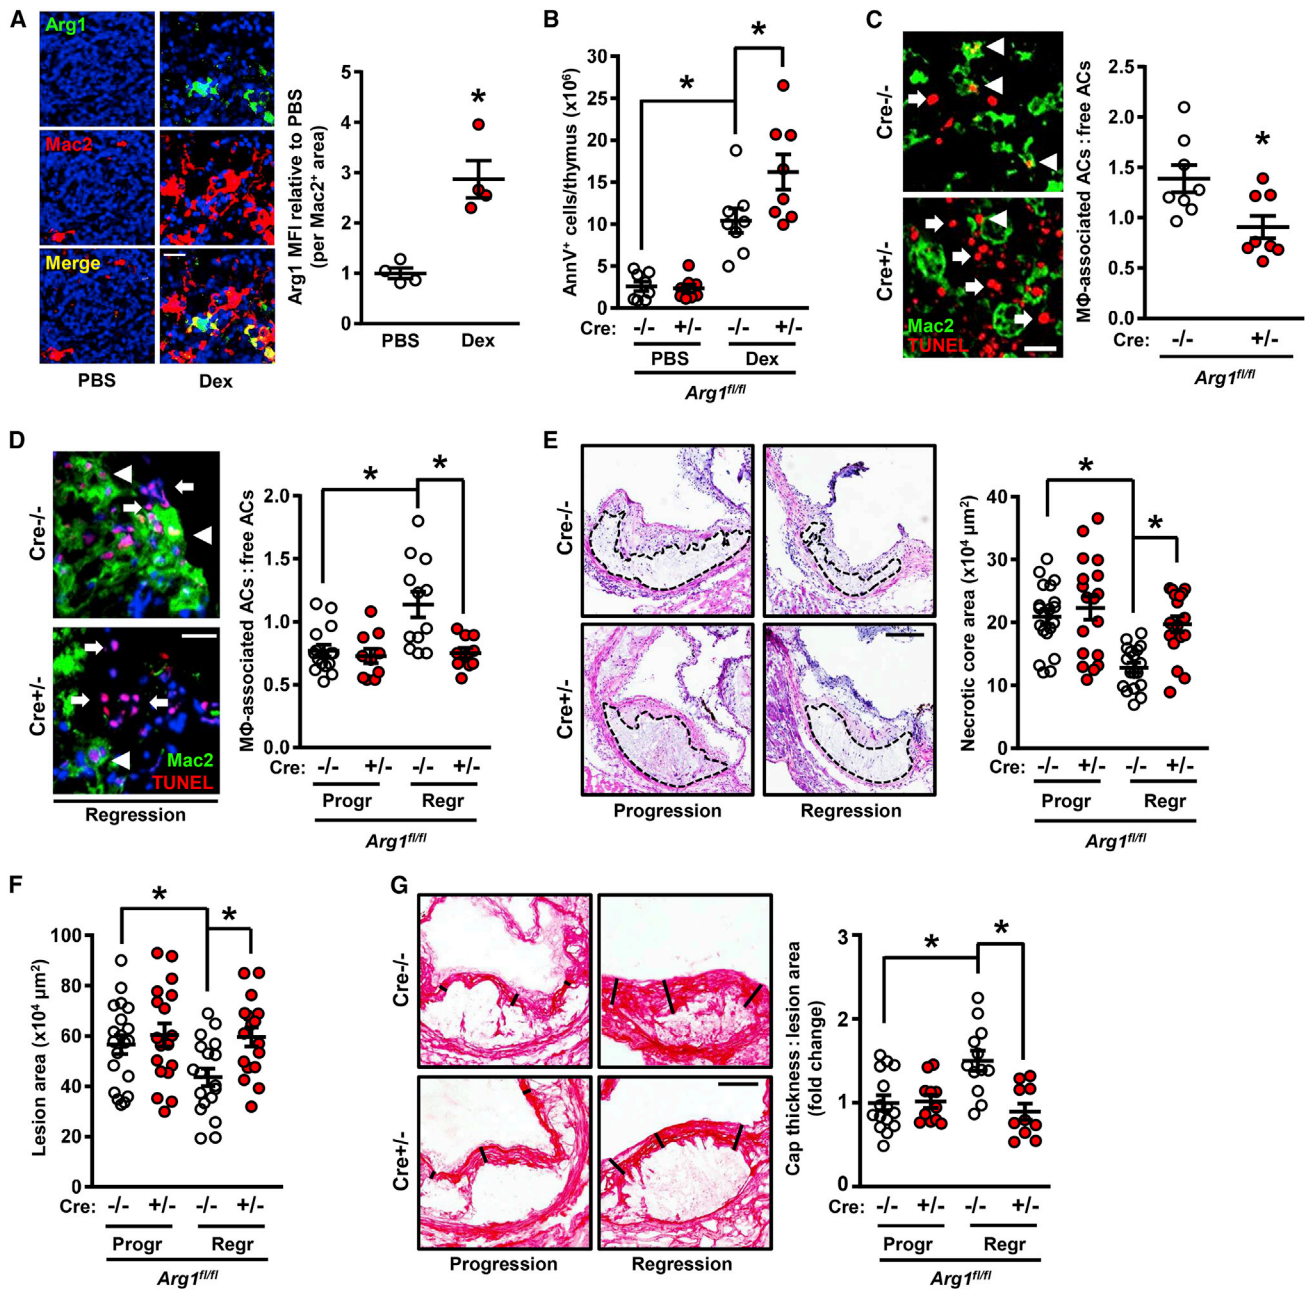 A
Arg1
Mac2
Merge
PBS
Dex
Arg1 MFI relative to PBS
(per Mac2⁺ area)
5
4
3
2
1
0
*
PBS
Dex
B
AnnV⁺ cells/thymus (x10⁶)
30
25
20
15
10
5
0
*
*
Cre: -/- +/- -/- +/-
PBS
Dex
Arg1fl/fl
C
Cre-/-
Cre+/-
Mac2
TUNEL
MΦ-associated ACs : free ACs
2.5
2.0
1.5
1.0
0.5
0.0
*
Cre: -/- +/-
Arg1fl/fl
D
Cre-/-
Cre+/-
Mac2
TUNEL
Regression
MΦ-associated ACs : free ACs
2.0
1.5
1.0
0.5
0.0
*
*
Cre: -/- +/- -/- +/-
Progr
Regr
Arg1fl/fl
E
Cre-/-
Cre+/-
Progression
Regression
Necrotic core area (x10⁴ µm²)
40
30
20
10
0
*
*
Cre: -/- +/- -/- +/-
Progr
Regr
Arg1fl/fl
F
Lesion area (x10⁴ µm²)
100
80
60
40
20
0
*
*
Cre: -/- +/- -/- +/-
Progr
Regr
Arg1fl/fl
G
Cre-/-
Cre+/-
Progression
Regression
Cap thickness : lesion area
(fold change)
3
2
1
0
*
*
Cre: -/- +/- -/- +/-
Progr
Regr
Arg1fl/fl